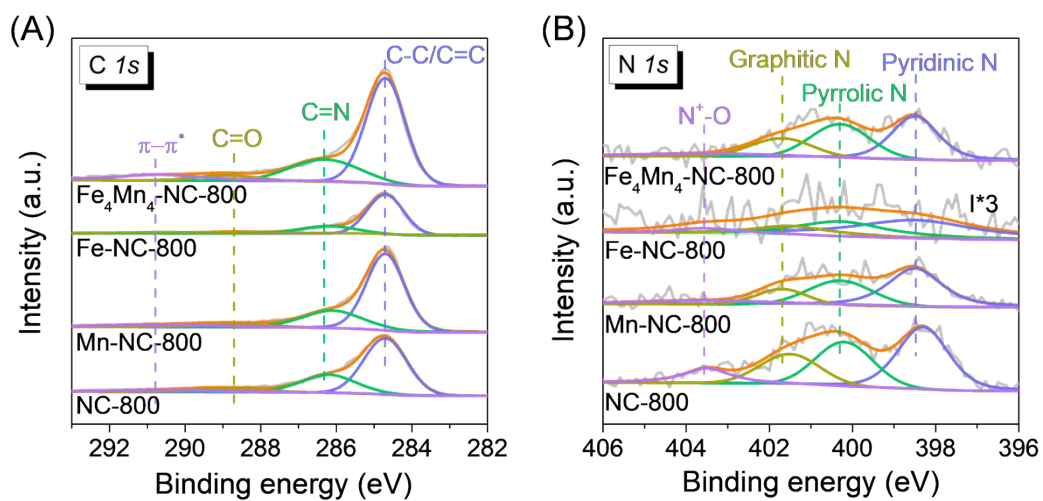 (A)
C 1s
C-C/C=C
C=N
C=O
π–π*
Fe₄Mn₄-NC-800
Fe-NC-800
Mn-NC-800
NC-800
Intensity (a.u.)
292 290 288 286 284 282
Binding energy (eV)
(B)
N 1s
Graphitic N
Pyridinic N
Pyrrolic N
N⁺-O
Fe₄Mn₄-NC-800
I*3
Fe-NC-800
Mn-NC-800
NC-800
Intensity (a.u.)
406 404 402 400 398 396
Binding energy (eV)